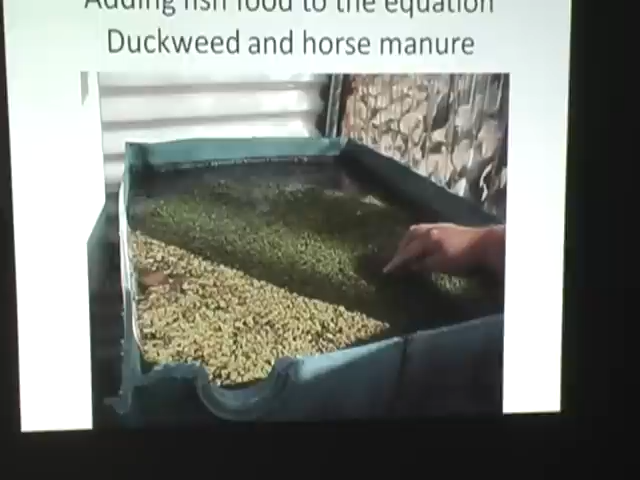 Adding fish food to the equation
Duckweed and horse manure